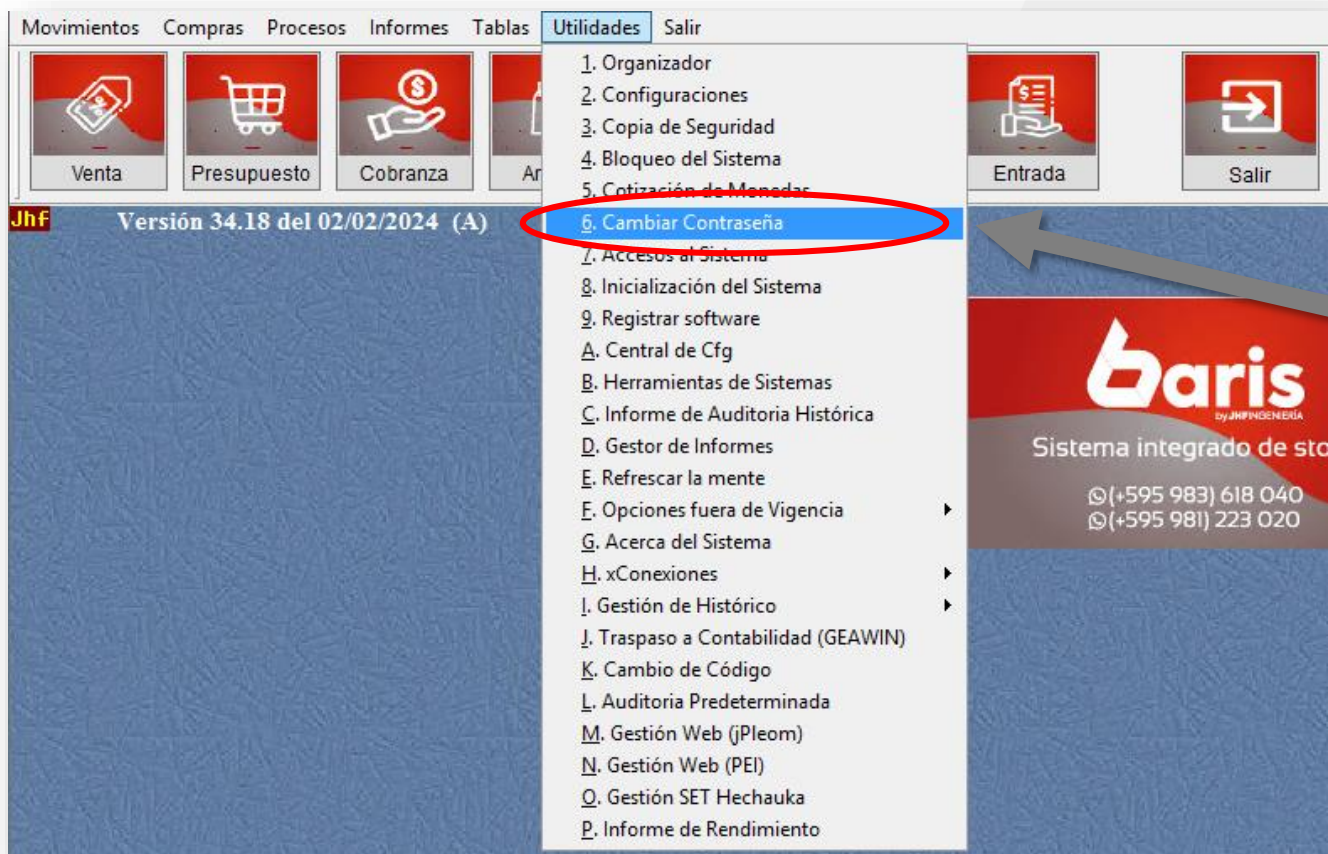 Movimientos Compras Procesos Informes Tablas Utilidades Salir
1. Organizador
2. Configuraciones
3. Copia de Seguridad
4. Bloqueo del Sistema
5. Cotización de Monedas
6. Cambiar Contraseña
7. Accesos al Sistema
8. Inicialización del Sistema
9. Registrar software
A. Central de Cfg
B. Herramientas de Sistemas
C. Informe de Auditoria Histórica
D. Gestor de Informes
E. Refrescar la mente
F. Opciones fuera de Vigencia
G. Acerca del Sistema
H. xConexiones
I. Gestión de Histórico
J. Traspaso a Contabilidad (GEAWIN)
K. Cambio de Código
L. Auditoria Predeterminada
M. Gestión Web (jPleom)
N. Gestión Web (PEI)
O. Gestión SET Hechauka
P. Informe de Rendimiento
Venta Presupuesto Cobranza Entrada Salir
Jhf Versión 34.18 del 02/02/2024 (A)
baris
by JHF INGENIERÍA
Sistema integrado de
(+595 983) 618 040
(+595 981) 223 020